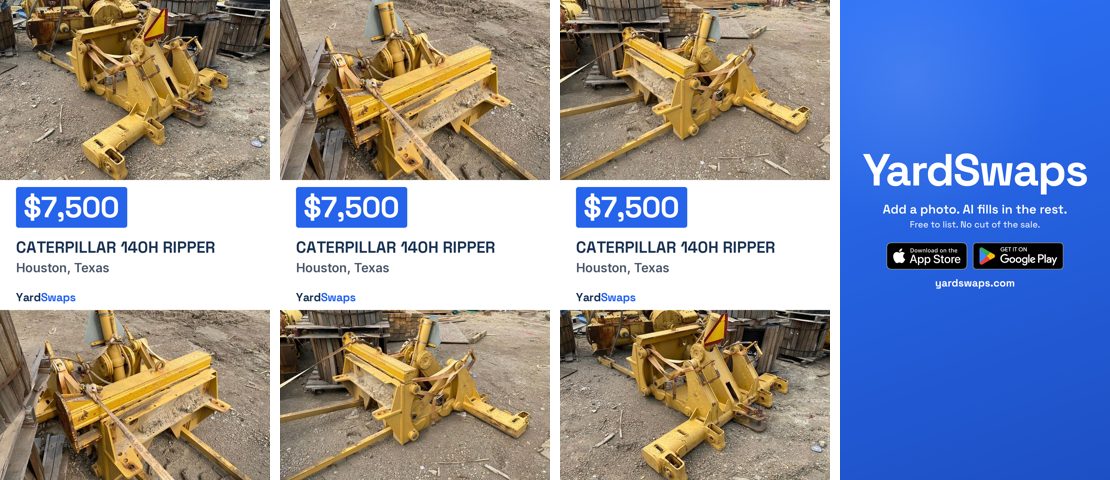 $7,500
CATERPILLAR 140H RIPPER
Houston, Texas
YardSwaps
$7,500
CATERPILLAR 140H RIPPER
Houston, Texas
YardSwaps
$7,500
CATERPILLAR 140H RIPPER
Houston, Texas
YardSwaps
YardSwaps
Add a photo. AI fills in the rest.
Free to list. No cut of the sale.
Download on the
App Store
GET IT ON
Google Play
yardswaps.com